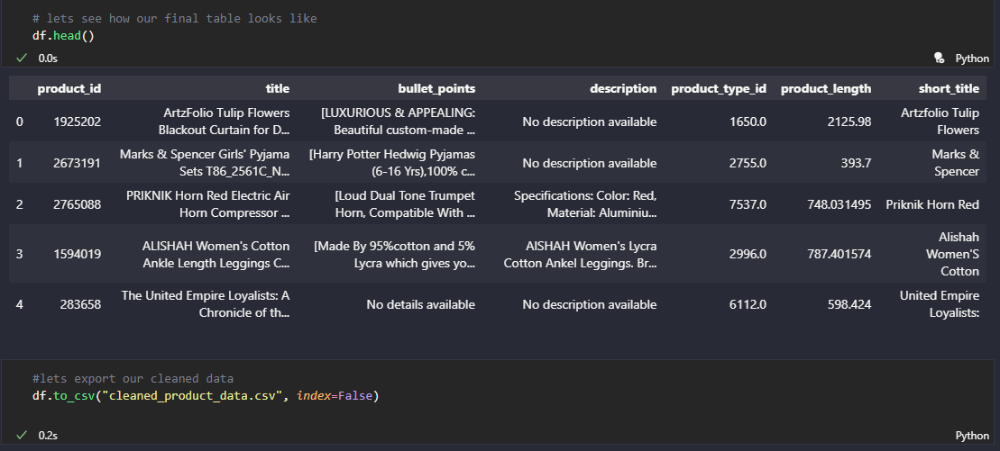 # lets see how our final table looks like
df.head()
0.0s Python
product_id title bullet_points description product_type_id product_length short_title
0 1925202 ArtzFolio Tulip Flowers Blackout Curtain for D... [LUXURIOUS & APPEALING: Beautiful custom-made ... No description available 1650.0 2125.98 Artzfolio Tulip Flowers
1 2673191 Marks & Spencer Girls' Pyjama Sets T86_2561C_N... [Harry Potter Hedwig Pyjamas (6-16 Yrs),100% c... No description available 2755.0 393.7 Marks & Spencer
2 2765088 PRIKNIK Horn Red Electric Air Horn Compressor ... [Loud Dual Tone Trumpet Horn, Compatible With ... Specifications: Color: Red, Material: Aluminiu... 7537.0 748.031495 Priknik Horn Red
3 1594019 ALISHAH Women's Cotton Ankle Length Leggings C... [Made By 95%cotton and 5% Lycra which gives yo... AISHAH Women's Lycra Cotton Ankel Leggings. Br... 2996.0 787.401574 Alishah Women'S Cotton
4 283658 The United Empire Loyalists: A Chronicle of th... No details available No description available 6112.0 598.424 United Empire Loyalists:
#lets export our cleaned data
df.to_csv("cleaned_product_data.csv", index=False)
0.2s Python